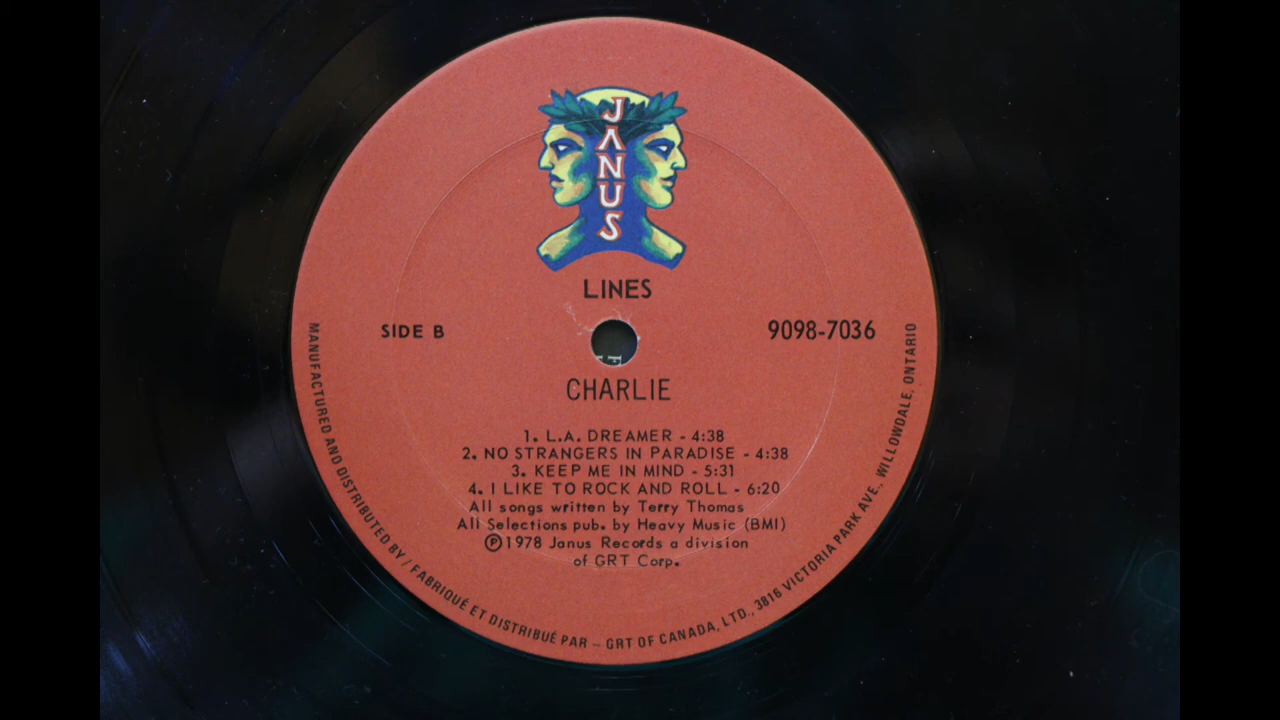 JANUS
LINES
SIDE B
9098-7036
CHARLIE
1. L.A. DREAMER - 4:38
2. NO STRANGERS IN PARADISE - 4:38
3. KEEP ME IN MIND - 5:31
4. I LIKE TO ROCK AND ROLL - 6:20
All songs written by Terry Thomas
All Selections pub. by Heavy Music (BMI)
Ⓟ1978 Janus Records a division
of GRT Corp.
MANUFACTURED AND DISTRIBUTED BY / FABRIQUÉ ET DISTRIBUÉ PAR – GRT OF CANADA, LTD., 3816 VICTORIA PARK AVE., WILLOWDALE, ONTARIO